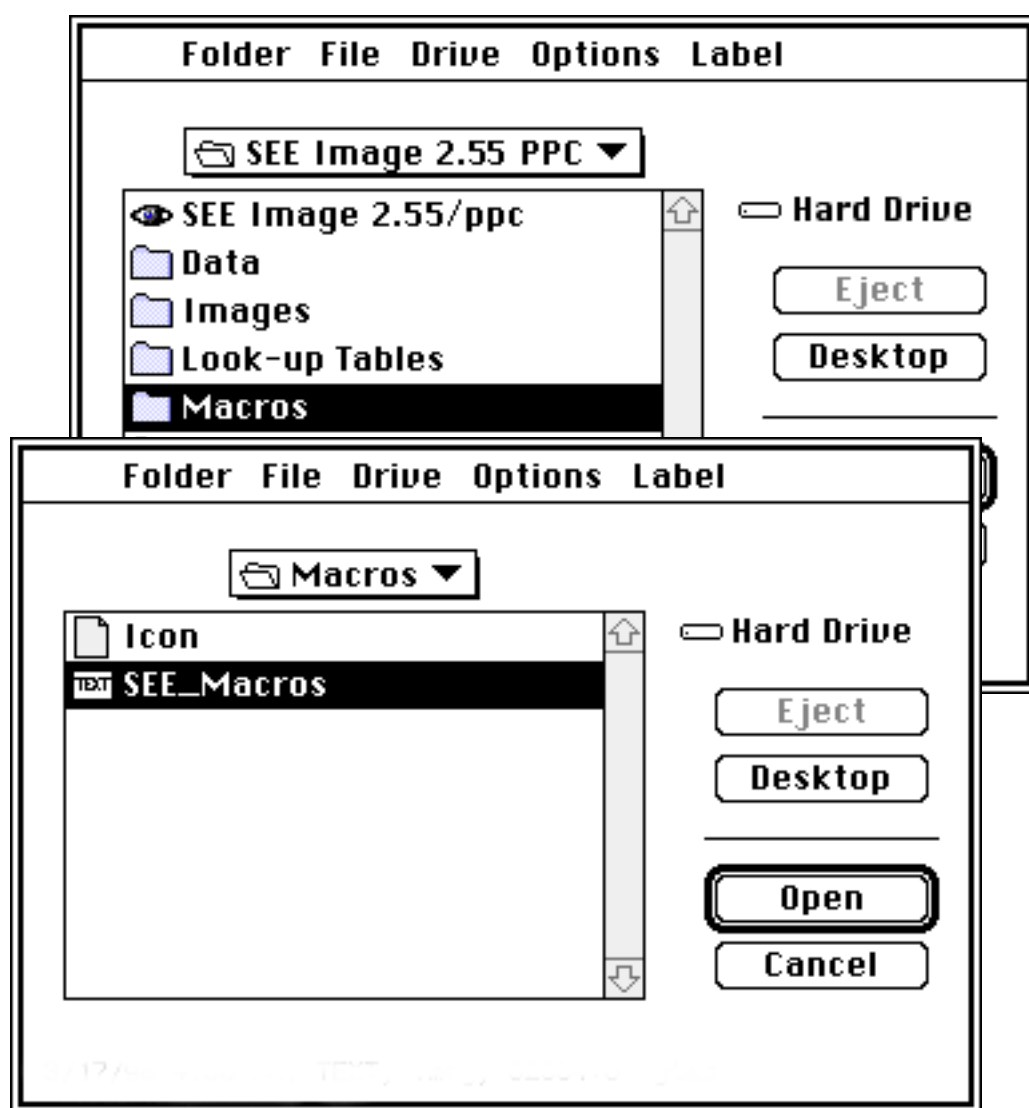 Folder File Drive Options Label
SEE Image 2.55 PPC
SEE Image 2.55/ppc
Hard Drive
Data
Eject
Images
Look-up Tables
Desktop
Macros
Folder File Drive Options Label
Macros
Icon
Hard Drive
TEXT SEE_Macros
Eject
Desktop
Open
Cancel